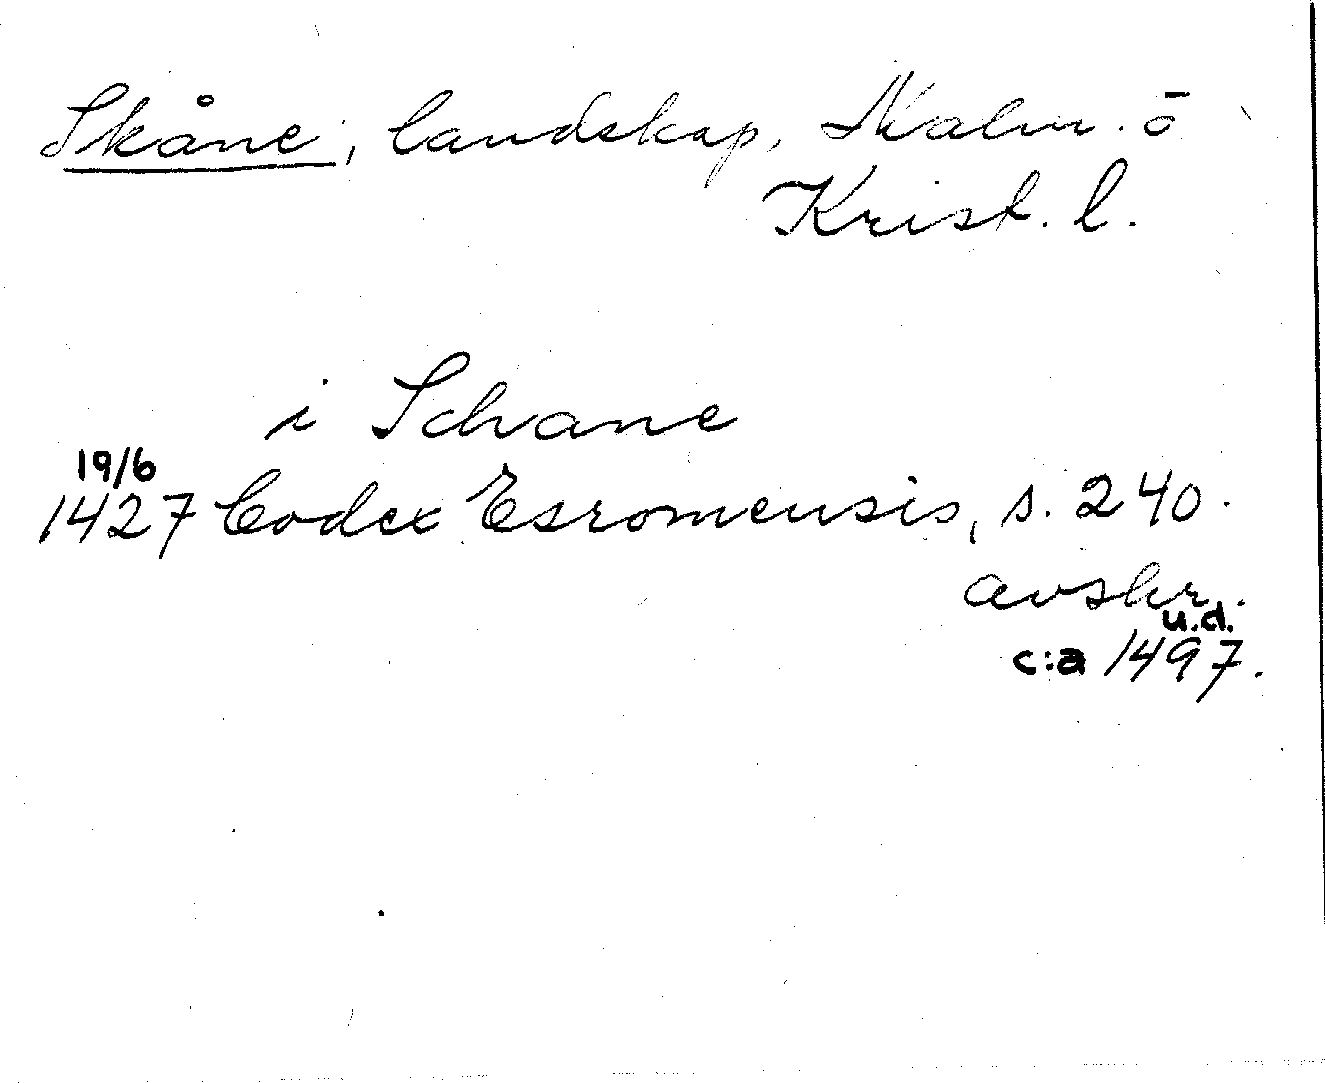 Skåne, landskap, Malm. o
Krist. l.
i Schane
19/6
1427 Codex Esromensis, s. 240.
avskr.
u.d.
c:a 1497.